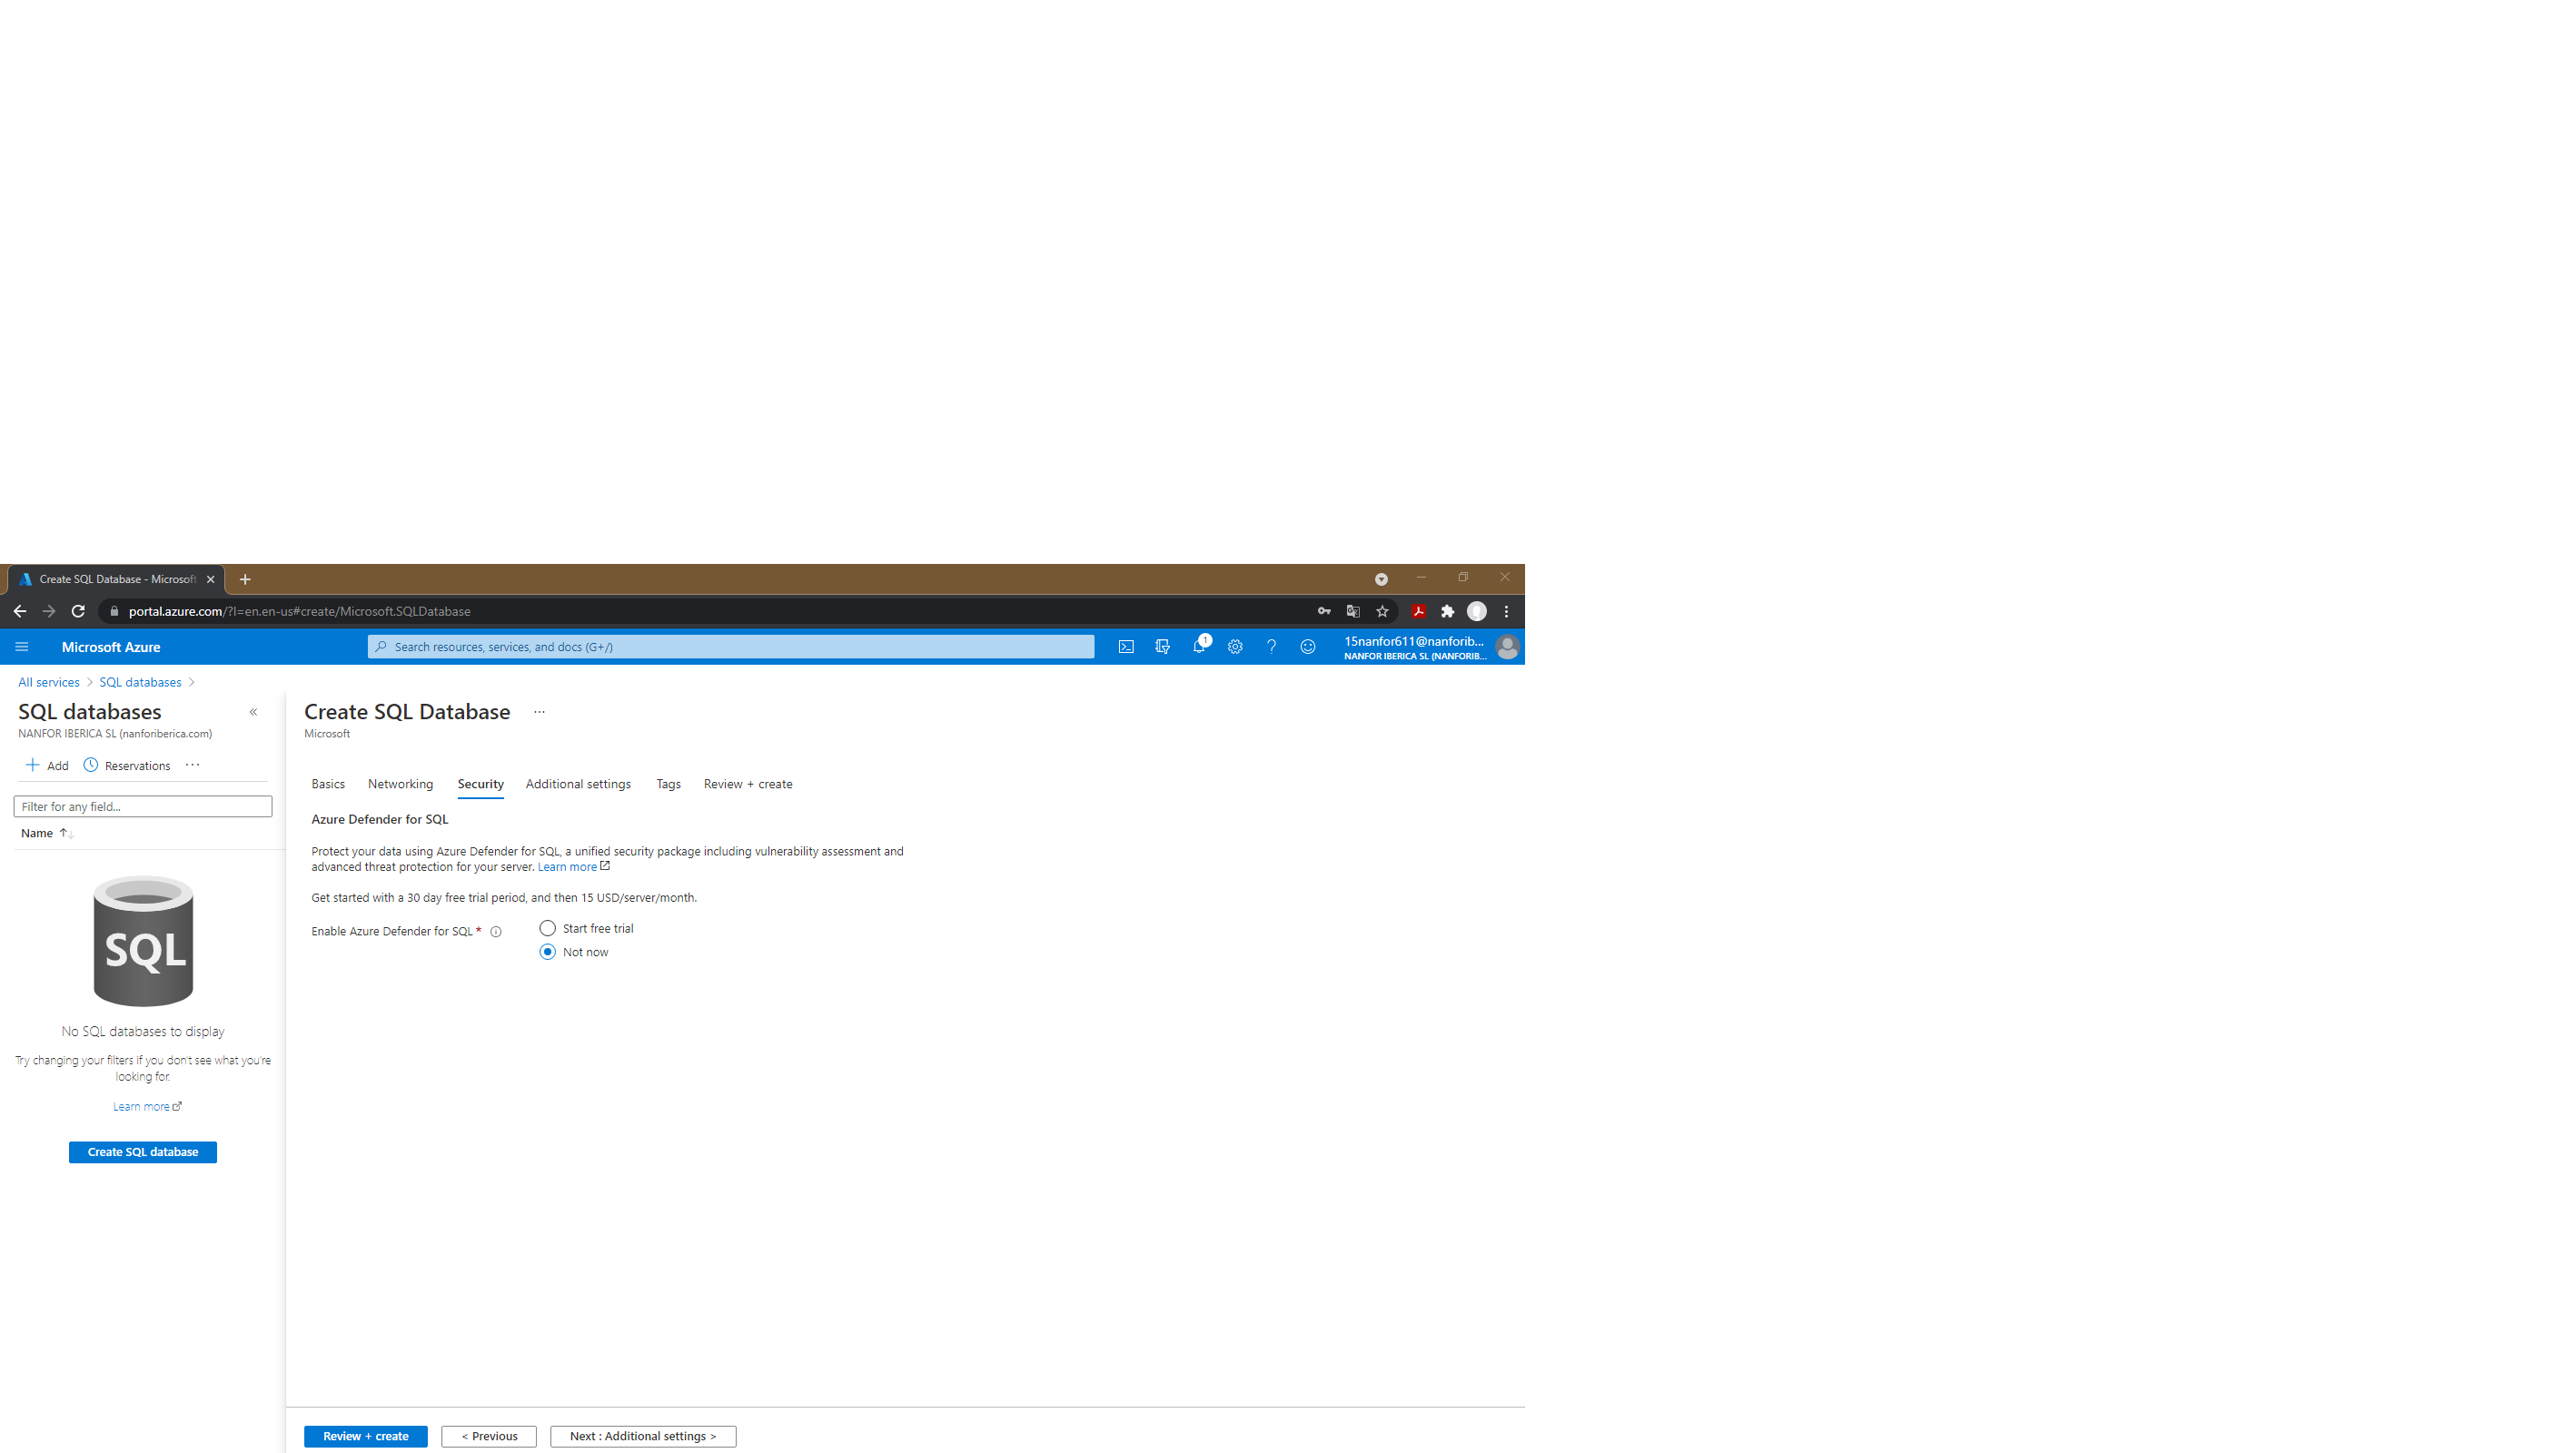 Create SQL Database - Microsoft
portal.azure.com/?l=en.en-us#create/Microsoft.SQLDatabase
Microsoft Azure
Search resources, services, and docs (G+/)
1
15nanfor611@nanforib...
NANFOR IBERICA SL (NANFORIB...
All services > SQL databases >
SQL databases
«
NANFOR IBERICA SL (nanforiberica.com)
Add
Reservations
...
Filter for any field...
Name ↑↓
SQL
No SQL databases to display
Try changing your filters if you don't see what you're
looking for.
Learn more
Create SQL database
Create SQL Database
...
Microsoft
Basics
Networking
Security
Additional settings
Tags
Review + create
Azure Defender for SQL
Protect your data using Azure Defender for SQL, a unified security package including vulnerability assessment and
advanced threat protection for your server. Learn more
Get started with a 30 day free trial period, and then 15 USD/server/month.
Enable Azure Defender for SQL *
Start free trial
Not now
Review + create
< Previous
Next : Additional settings >